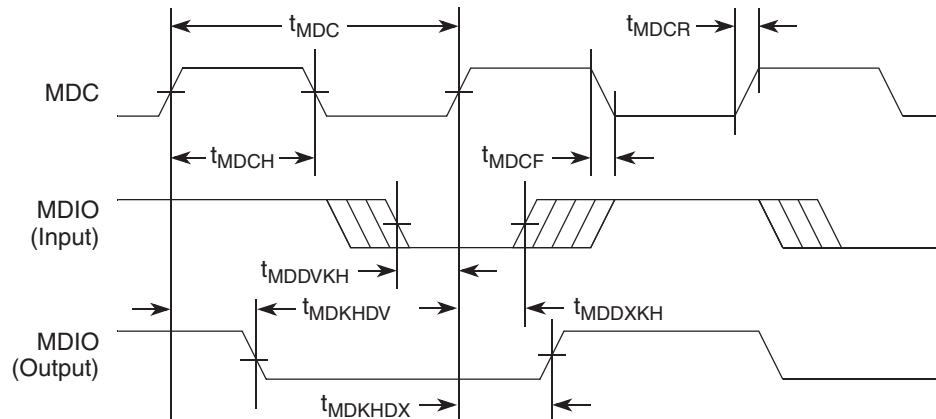 tMDC
tMDCR
MDC
tMDCH
tMDCF
MDIO
(Input)
tMDDVKH
tMDKHDV
tMDDXKH
MDIO
(Output)
tMDKHDX